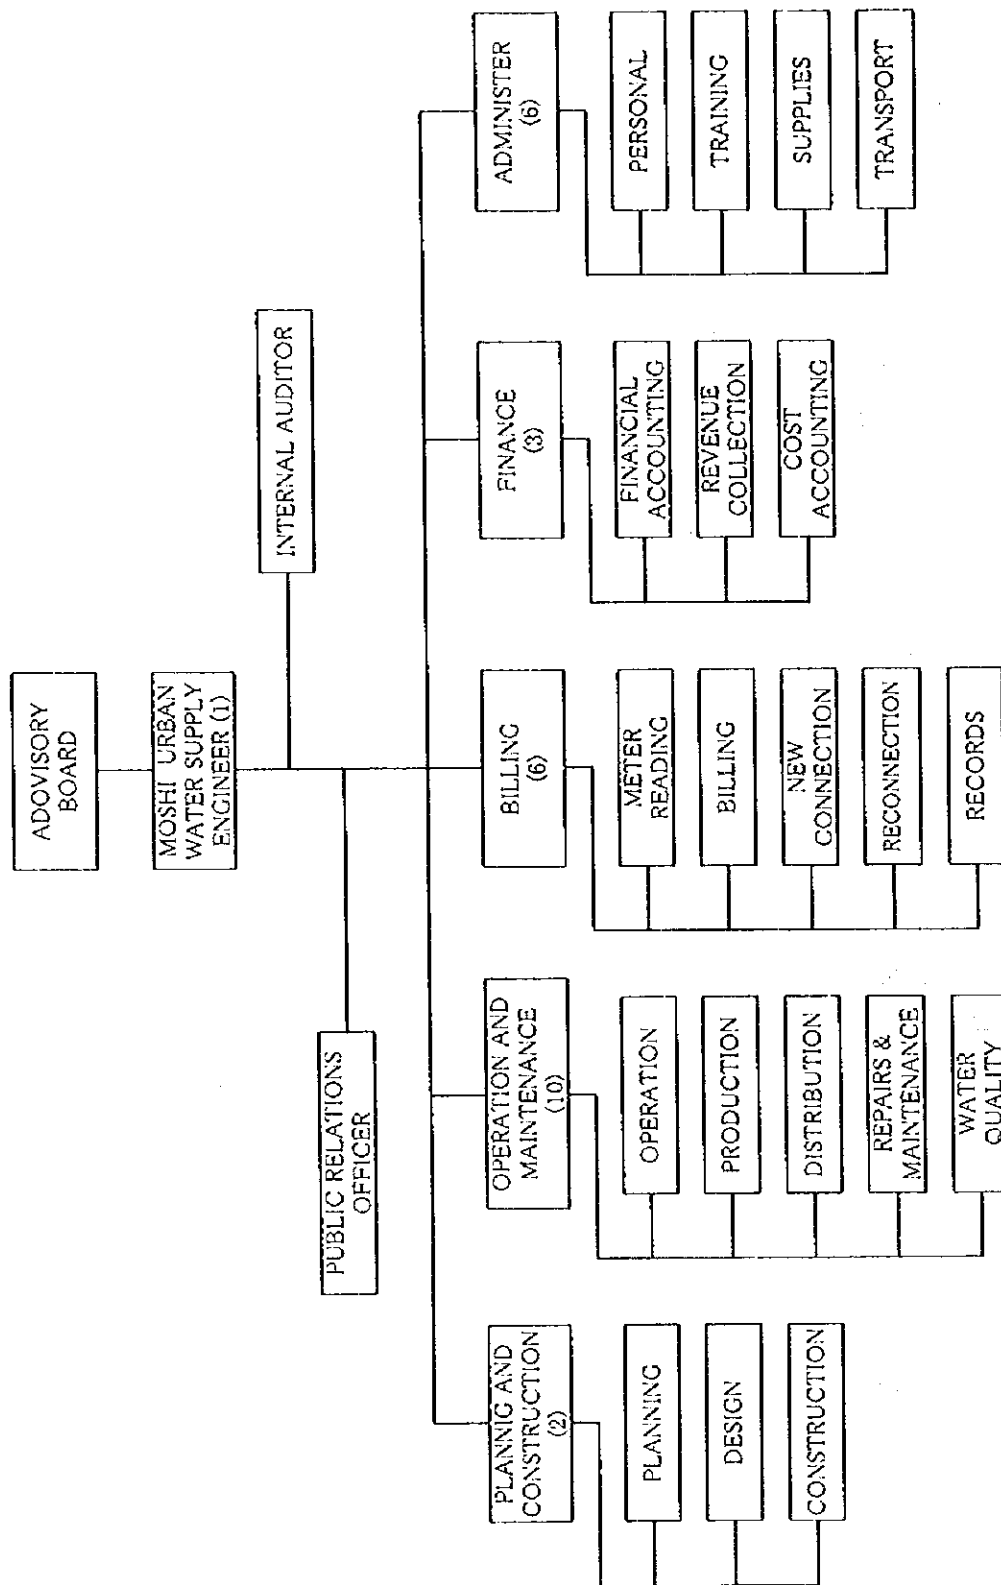 ADOVISORY
BOARD
MOSHI URBAN
WATER SUPPLY
ENGINEER (1)
INTERNAL AUDITOR
PUBLIC RELATIONS
OFFICER
PLANNIG AND
CONSTRUCTION
(2)
PLANNING
DESIGN
CONSTRUCTION
OPERATION AND
MAINTENANCE
(10)
OPERATION
PRODUCTION
DISTRIBUTION
REPAIRS &
MAINTENANCE
WATER
QUALITY
BILLING
(6)
METER
READING
BILLING
NEW
CONNECTION
RECONNECTION
RECORDS
FINANCE
(3)
FINANCIAL
ACCOUNTING
REVENUE
COLLECTION
COST
ACCOUNTING
ADMINISTER
(6)
PERSONAL
TRAINING
SUPPLIES
TRANSPORT